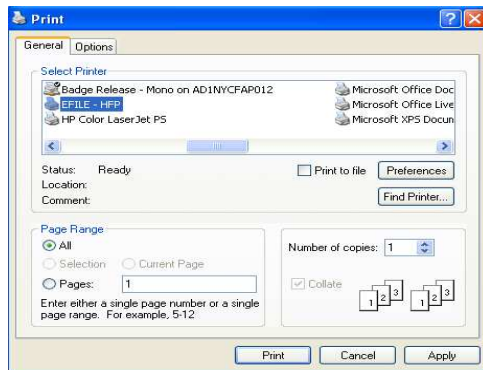 Print
General Options
Select Printer
Badge Release - Mono on AD1NYCFAP012
Microsoft Office Doc
EFILE - HFP
Microsoft Office Live
HP Color LaserJet PS
Microsoft XPS Docun
Status: Ready
Print to file
Preferences
Location:
Comment:
Find Printer...
Page Range
All
Number of copies: 1
Selection Current Page
Pages: 1
Collate
1 2 3 1 2 3
Enter either a single page number or a single
page range. For example, 5-12
Print Cancel Apply